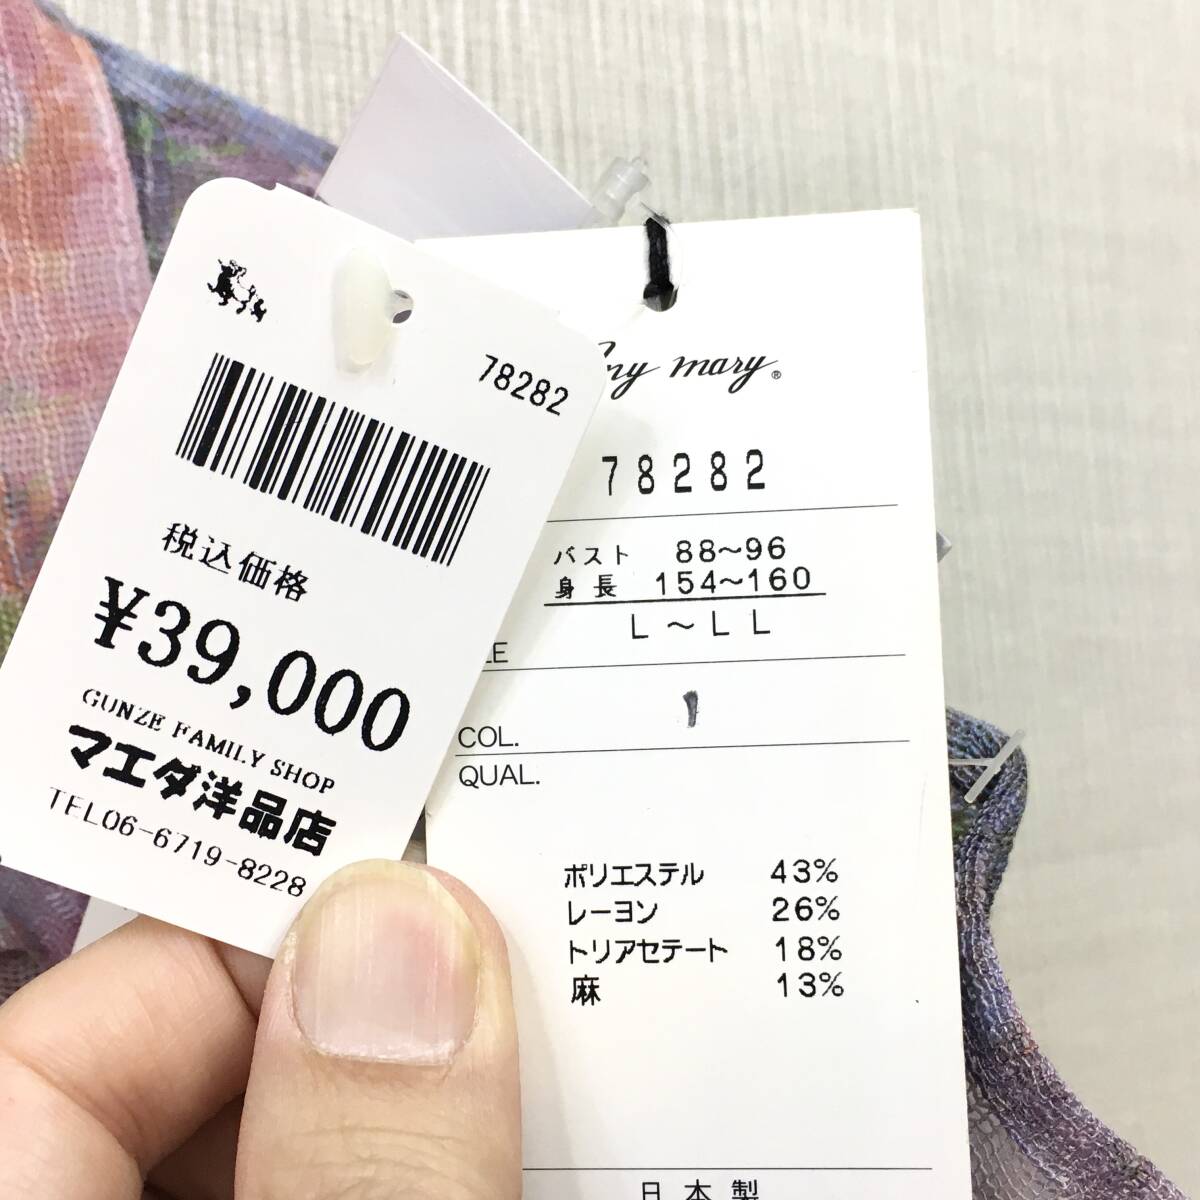 78282
税込価格
¥39,000
GUNZE FAMILY SHOP
マエダ洋品店
TEL06-6719-8228
mary®
78282
バスト 88~96
身長 154~160
L~LL
COL. 1
QUAL.
ポリエステル 43%
レーヨン 26%
トリアセテート 18%
麻 13%
日本製